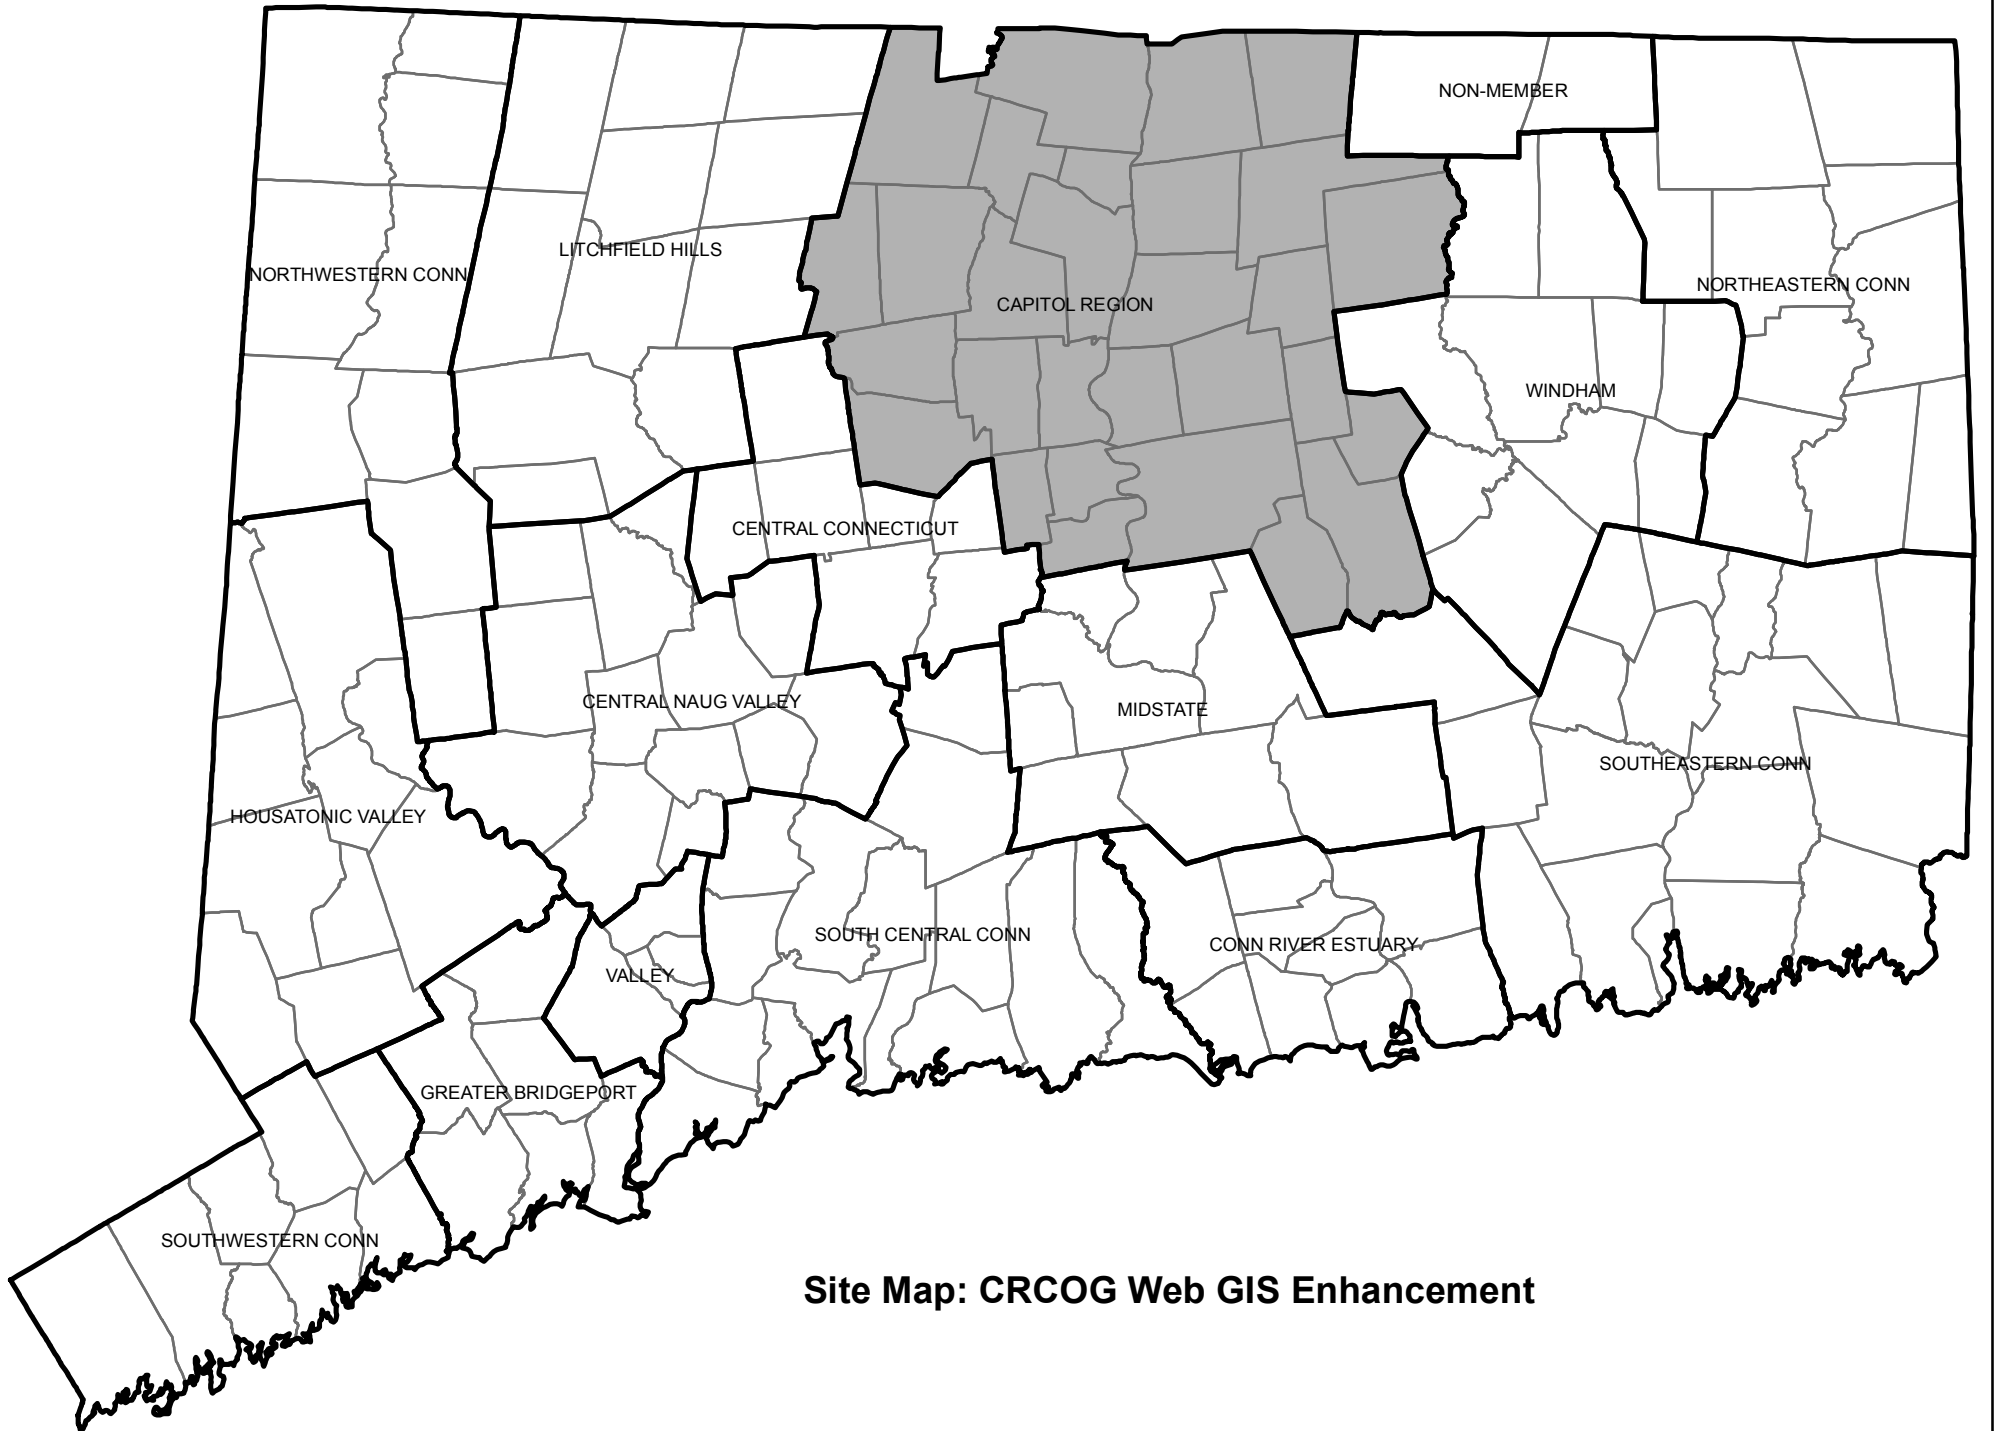 NON-MEMBER
LITCHFIELD HILLS
NORTHWESTERN CONN
NORTHEASTERN CONN
CAPITOL REGION
WINDHAM
CENTRAL CONNECTICUT
CENTRAL NAUG VALLEY
MIDSTATE
SOUTHEASTERN CONN
HOUSATONIC VALLEY
SOUTH CENTRAL CONN
CONN RIVER ESTUARY
VALLEY
GREATER BRIDGEPORT
SOUTHWESTERN CONN
Site Map: CRCOG Web GIS Enhancement